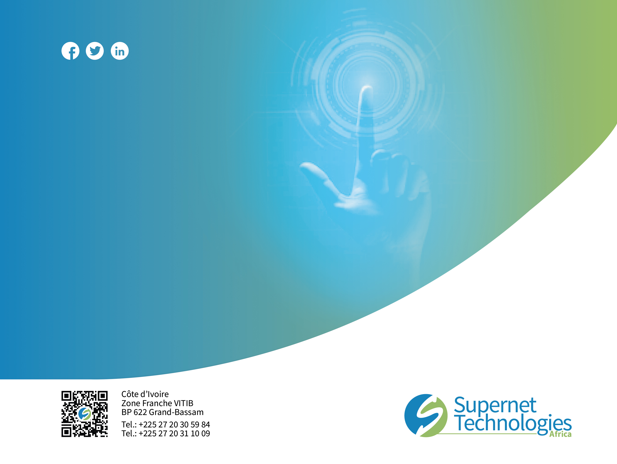 Côte d'Ivoire
Zone Franche VITIB
BP 622 Grand-Bassam
Tel.: +225 27 20 30 59 84
Tel.: +225 27 20 31 10 09
Supernet
Technologies
Africa